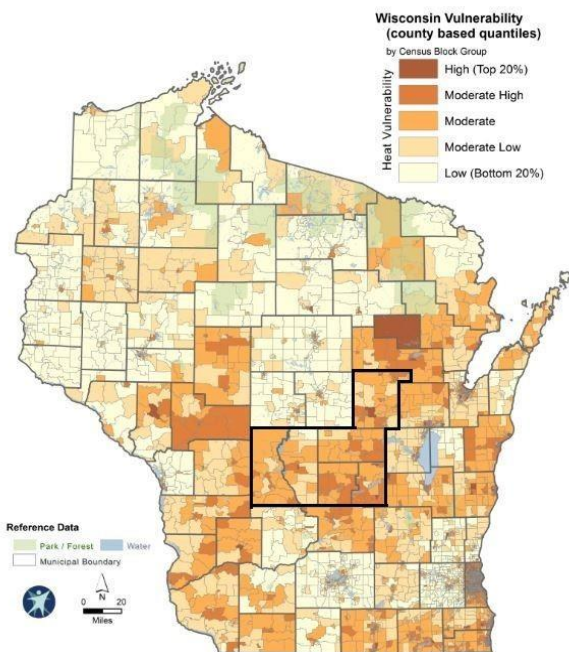 Wisconsin Vulnerability
(county based quantiles)
by Census Block Group
Heat Vulnerability
High (Top 20%)
Moderate High
Moderate
Moderate Low
Low (Bottom 20%)
Reference Data
Park / Forest
Water
Municipal Boundary
N
0
20
Miles